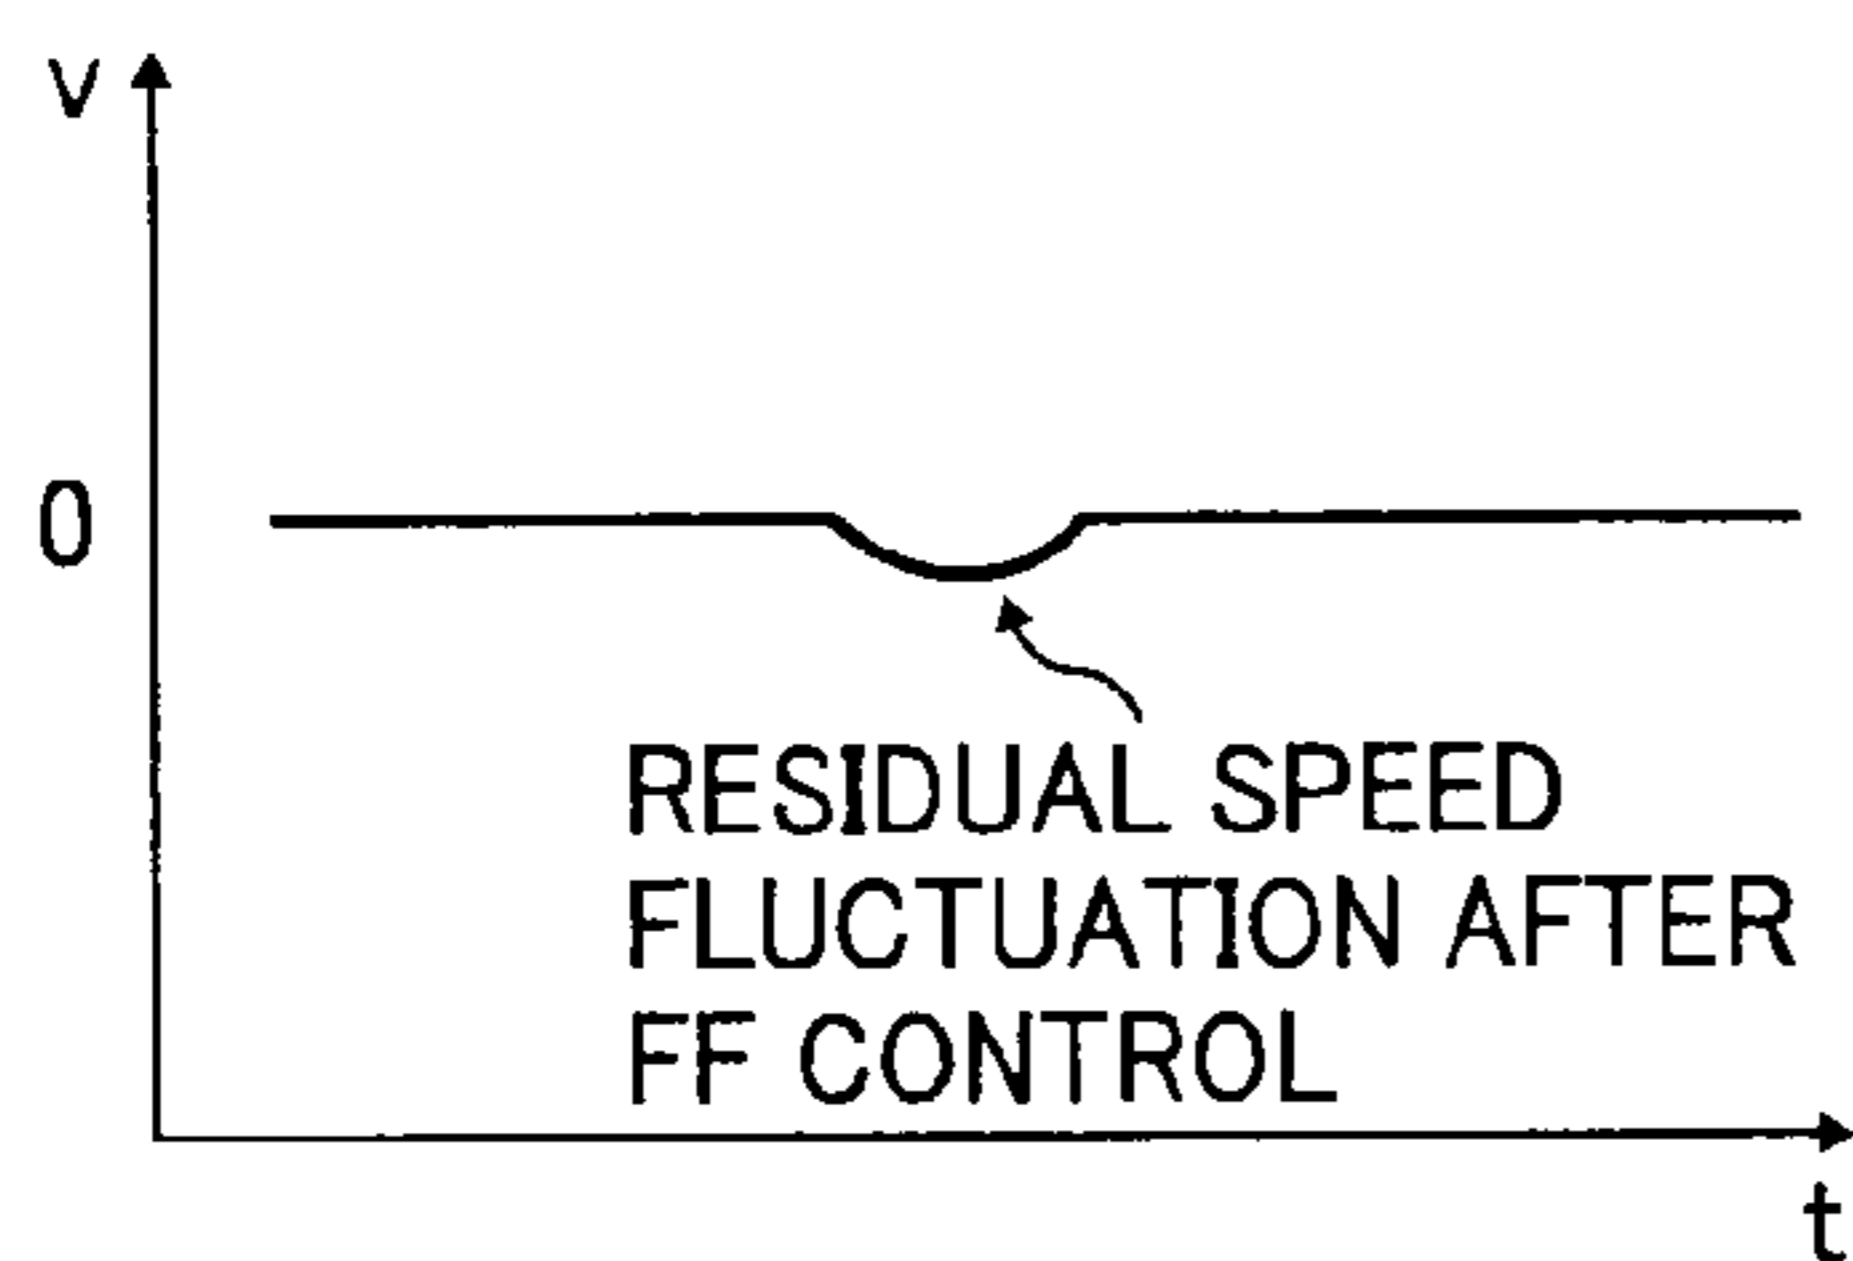 v
0
RESIDUAL SPEED
FLUCTUATION AFTER
FF CONTROL
t